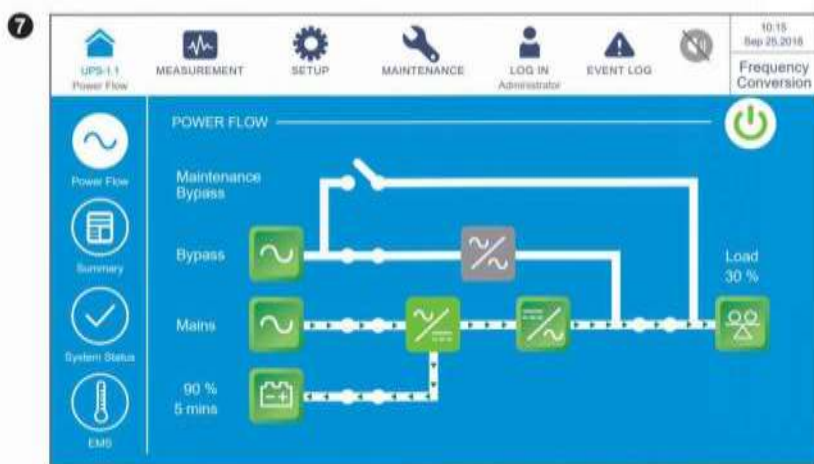 7
UPS-1.1
Power Flow
MEASUREMENT
SETUP
MAINTENANCE
LOG IN
Administrator
EVENT LOG
10:15
Sep 25,2018
Frequency
Conversion
POWER FLOW
Power Flow
Summary
System Status
EMS
Maintenance
Bypass
Bypass
Load
30 %
Mains
90 %
5 mins